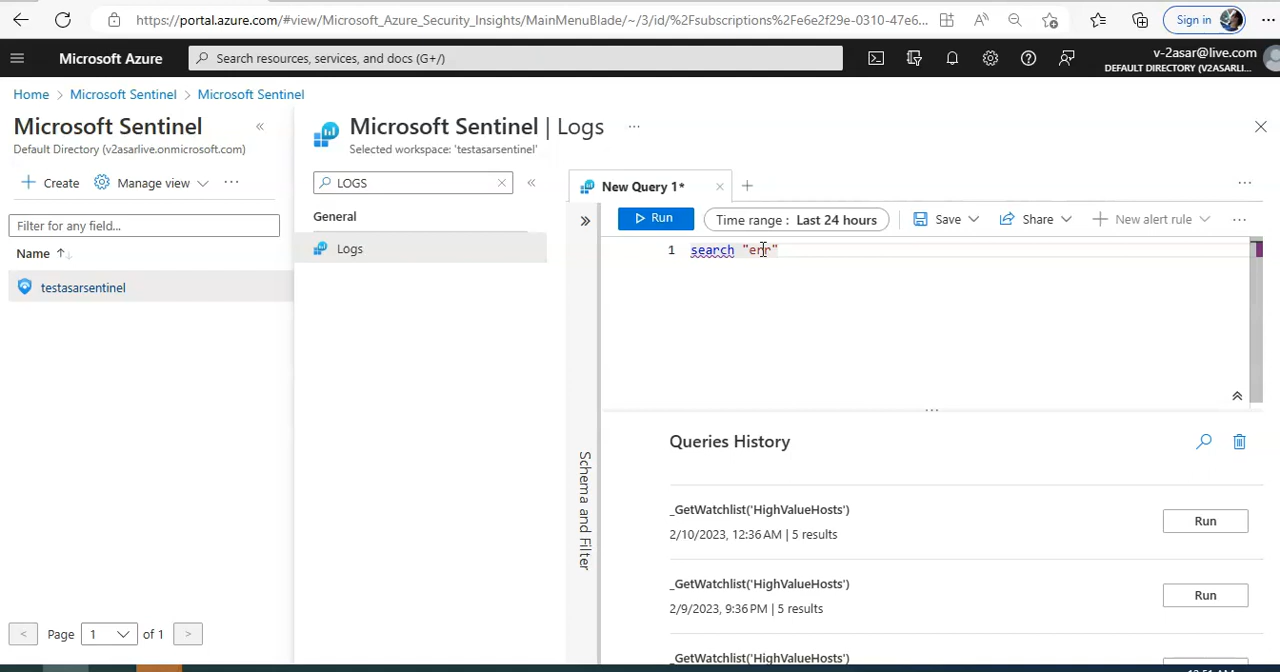 https://portal.azure.com/#view/Microsoft_Azure_Security_Insights/MainMenuBlade/~/3/id/%2Fsubscriptions%2Fe6e2f29e-0310-47e6...
Sign in
Microsoft Azure
Search resources, services, and docs (G+/)
v-2asar@live.com
DEFAULT DIRECTORY (V2ASARLI...
Home > Microsoft Sentinel > Microsoft Sentinel
Microsoft Sentinel
Default Directory (v2asarlive.onmicrosoft.com)
Create
Manage view
...
Filter for any field...
Name
testasarsentinel
< Page 1 of 1 >
Microsoft Sentinel | Logs ...
Selected workspace: 'testasarsentinel'
LOGS
General
Logs
New Query 1*
Run
Time range : Last 24 hours
Save
Share
New alert rule
...
1 search "err"
Schema and Filter
Queries History
_GetWatchlist('HighValueHosts')
2/10/2023, 12:36 AM | 5 results
Run
_GetWatchlist('HighValueHosts')
2/9/2023, 9:36 PM | 5 results
Run
_GetWatchlist('HighValueHosts')